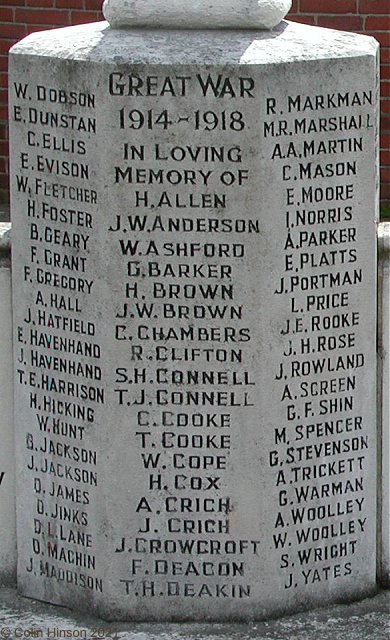 W. DOBSON
E. DUNSTAN
C. ELLIS
E. EVISON
W. FLETCHER
H. FOSTER
B. GEARY
F. GRANT
F. GREGORY
A. HALL
J. HATFIELD
E. HAVENHAND
J. HAVENHAND
T. E. HARRISON
H. HICKING
W. HUNT
B. JACKSON
J. JACKSON
O. JAMES
D. JINKS
D. L. LANE
D. MACHIN
J. MADDISON
GREAT WAR
1914 - 1918
IN LOVING
MEMORY OF
H. ALLEN
J. W. ANDERSON
W. ASHFORD
G. BARKER
H. BROWN
J. W. BROWN
C. CHAMBERS
R. CLIFTON
S. H. CONNELL
T. J. CONNELL
C. COOKE
T. COOKE
W. COPE
H. COX
A. CRICH
J. CRICH
J. CROWCROFT
F. DEACON
T. H. DEAKIN
R. MARKMAN
M. R. MARSHALL
A. A. MARTIN
C. MASON
E. MOORE
I. NORRIS
A. PARKER
E. PLATTS
J. PORTMAN
L. PRICE
J. E. ROOKE
J. H. ROSE
J. ROWLAND
A. SCREEN
G. F. SHIN
M. SPENCER
G. STEVENSON
A. TRICKETT
G. WARMAN
A. WOOLLEY
W. WOOLLEY
S. WRIGHT
J. YATES
© Colin Hinson 2021